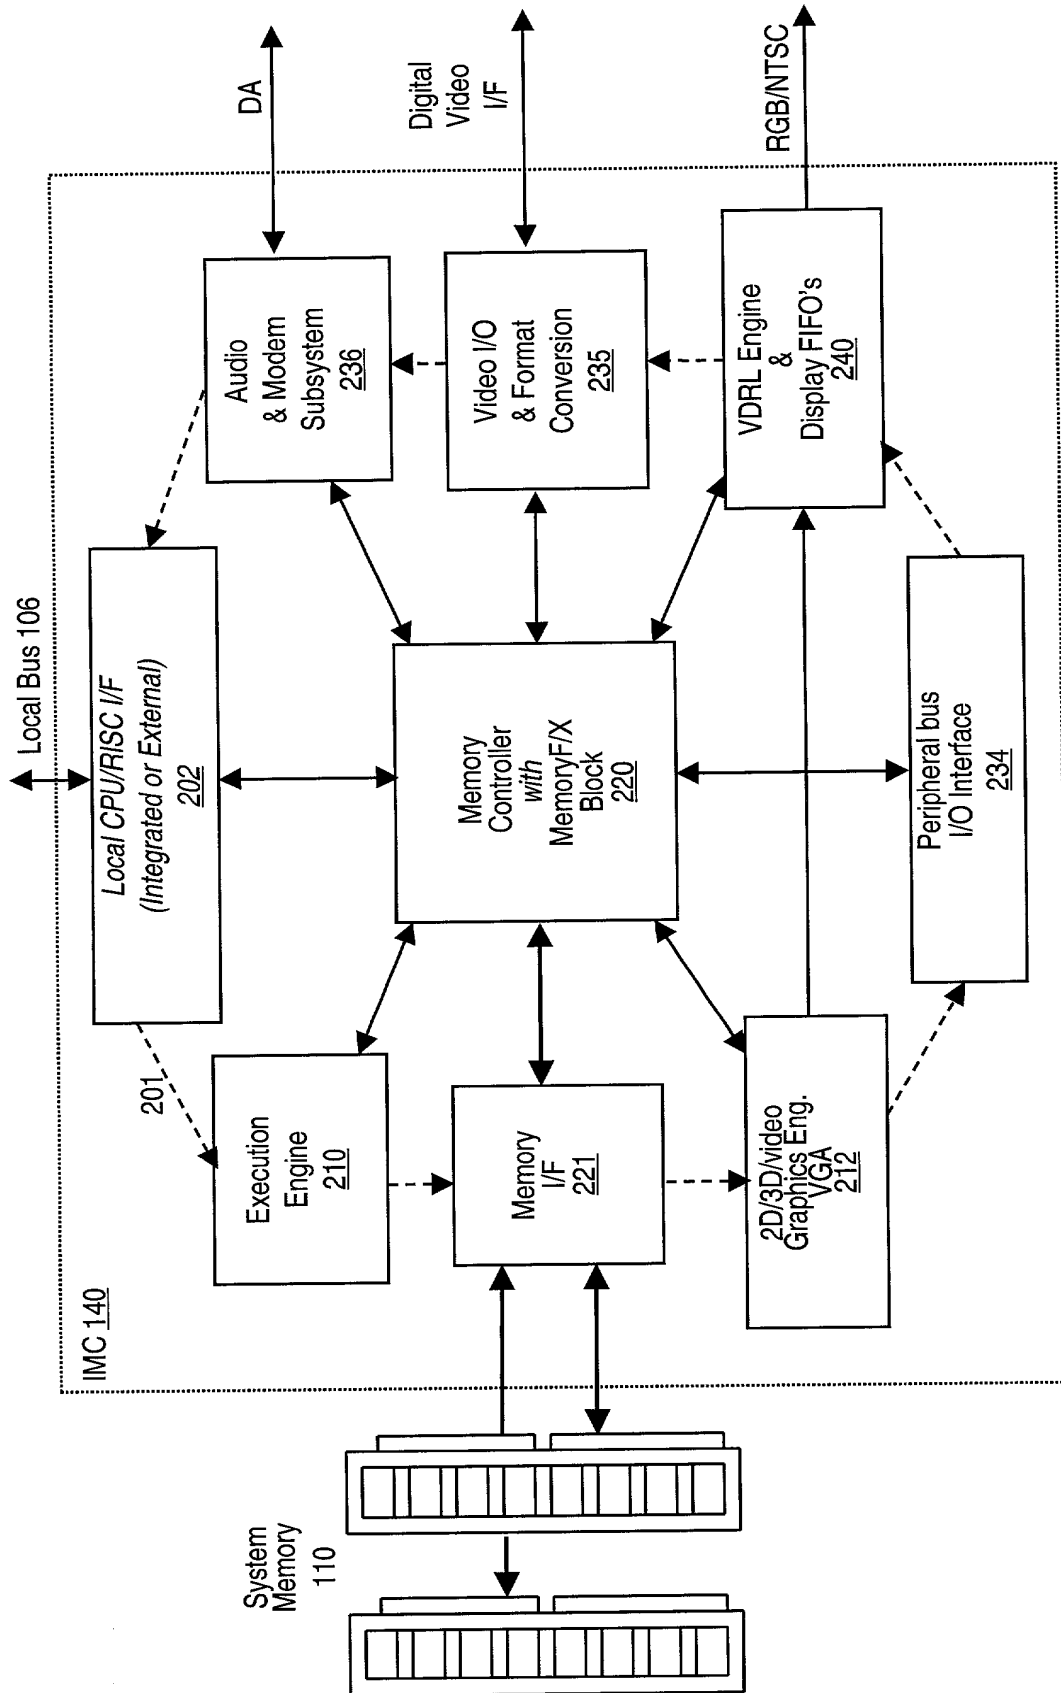 Local Bus 106
IMC 140
Local CPU/RISC I/F
(Integrated or External)
202
201
Execution
Engine
210
Audio
& Modem
Subsystem
236
DA
System
Memory
110
Memory
I/F
221
Memory
Controller
with
MemoryF/X
Block
220
Video I/O
& Format
Conversion
235
Digital
Video
I/F
2D/3D/video
Graphics Eng.
VGA
212
VDRL Engine
&
Display FIFO's
240
RGB/NTSC
Peripheral bus
I/O Interface
234